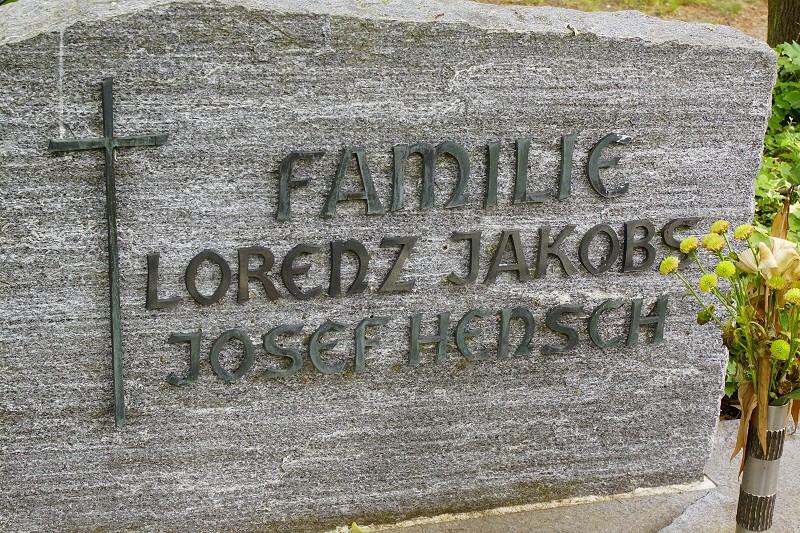 FAMILIE
LORENZ JAKOBS
JOSEF HENSCH